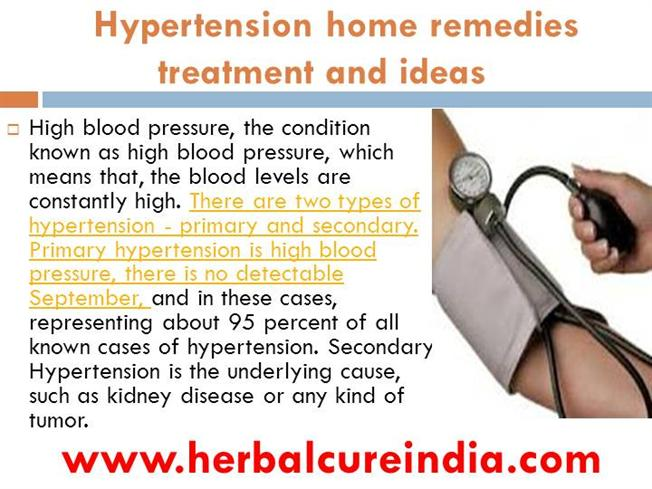 Hypertension home remedies
treatment and ideas
High blood pressure, the condition
known as high blood pressure, which
means that, the blood levels are
constantly high. There are two types of
hypertension - primary and secondary.
Primary hypertension is high blood
pressure, there is no detectable
September, and in these cases,
representing about 95 percent of all
known cases of hypertension. Secondary
Hypertension is the underlying cause,
such as kidney disease or any kind of
tumor.
www.herbalcureindia.com